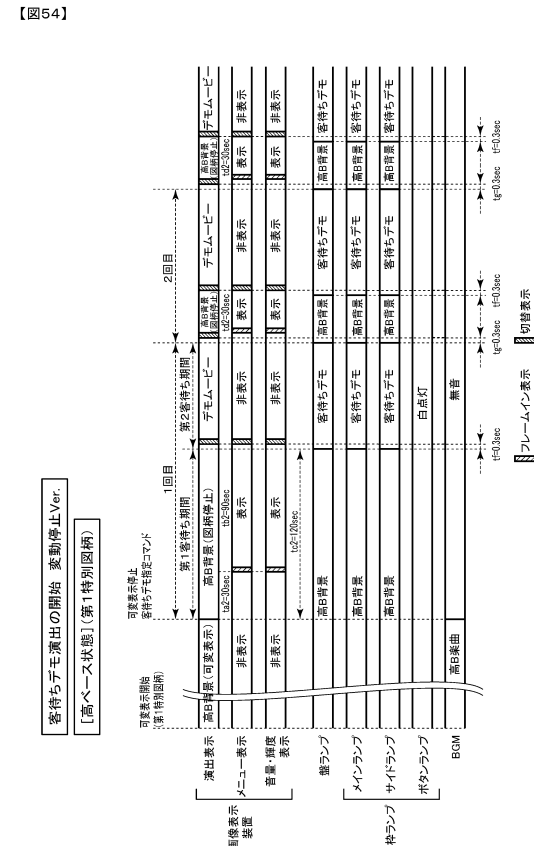 【図54】
客待ちデモ演出の開始 変動停止Ver.
[高ベース状態](第1特別図柄)
可変表示開始
(第1特別図柄)
可変表示停止
客待ちデモ指定コマンド
1回目
2回目
第1客待ち期間
第2客待ち期間
画像表示
装置
演出表示
高B背景(可変表示)
高B背景(図柄停止)
デモムービー
高B背景
図柄停止
デモムービー
高B背景
図柄停止
デモムービー
ta2=30sec
tb2=90sec
td2=30sec
td2=30sec
メニュー表示
非表示
表示
非表示
表示
非表示
表示
非表示
音量・輝度
表示
非表示
表示
非表示
表示
非表示
表示
非表示
tc2=120sec
盤ランプ
高B背景
客待ちデモ
高B背景
客待ちデモ
高B背景
客待ちデモ
枠ランプ
メインランプ
高B背景
客待ちデモ
高B背景
客待ちデモ
高B背景
客待ちデモ
サイドランプ
高B背景
客待ちデモ
高B背景
客待ちデモ
高B背景
客待ちデモ
ボタンランプ
白点灯
BGM
高B楽曲
無音
tf=0.3sec
tg=0.3sec
tf=0.3sec
tg=0.3sec
tf=0.3sec
フレームイン表示
切替表示